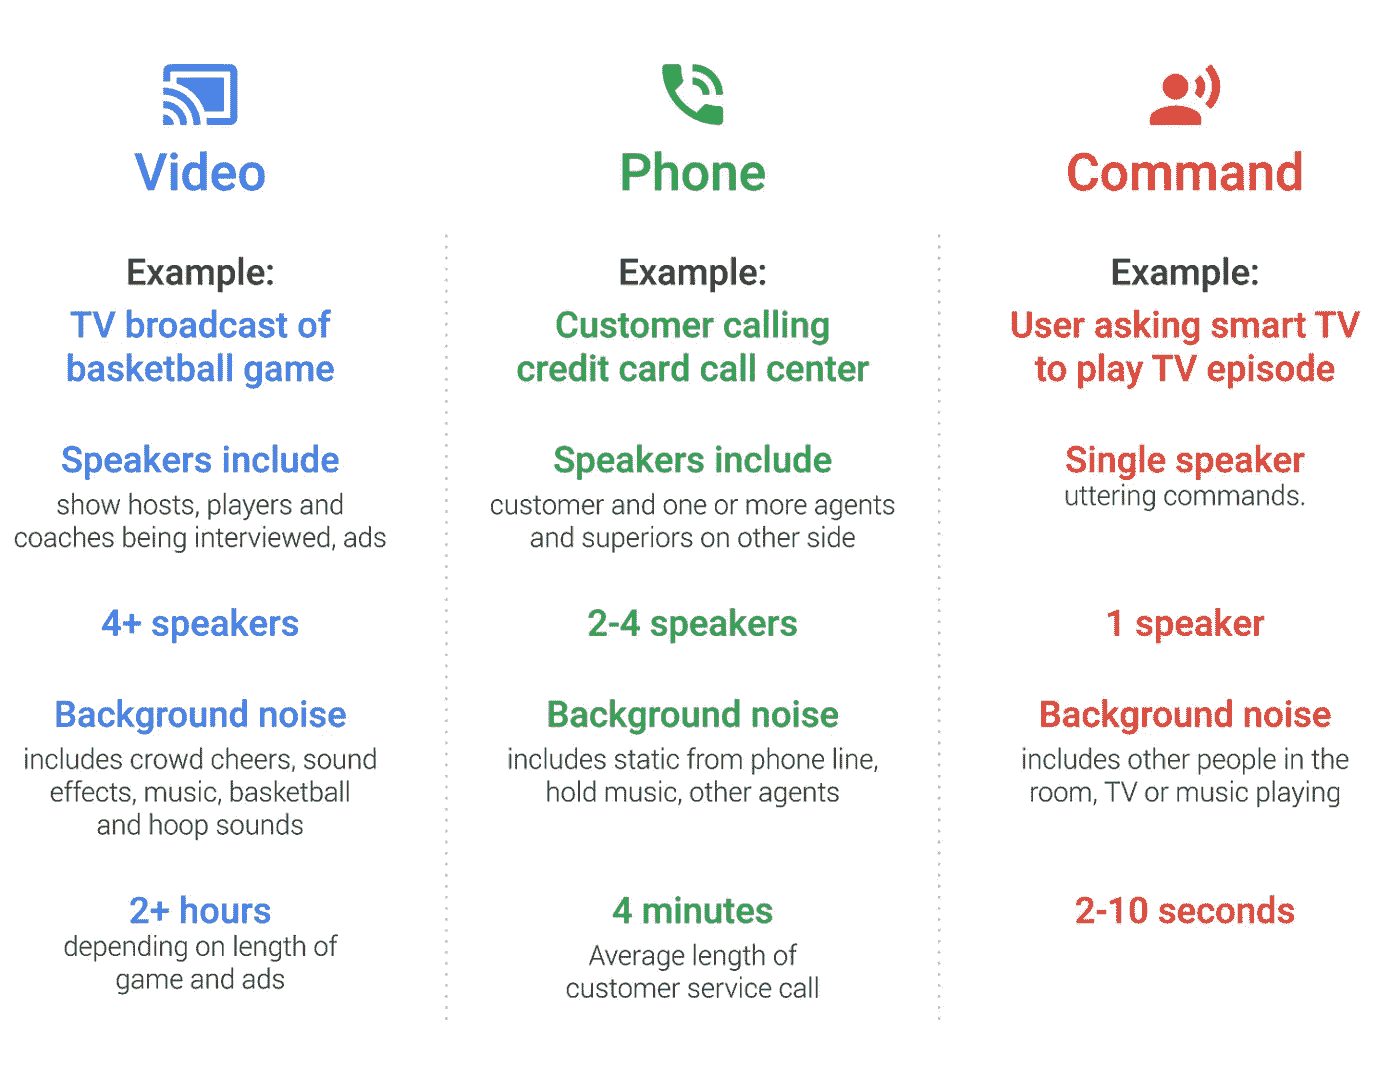 Video
Example:
TV broadcast of
basketball game
Speakers include
show hosts, players and
coaches being interviewed, ads
4+ speakers
Background noise
includes crowd cheers, sound
effects, music, basketball
and hoop sounds
2+ hours
depending on length of
game and ads
Phone
Example:
Customer calling
credit card call center
Speakers include
customer and one or more agents
and superiors on other side
2-4 speakers
Background noise
includes static from phone line,
hold music, other agents
4 minutes
Average length of
customer service call
Command
Example:
User asking smart TV
to play TV episode
Single speaker
uttering commands.
1 speaker
Background noise
includes other people in the
room, TV or music playing
2-10 seconds